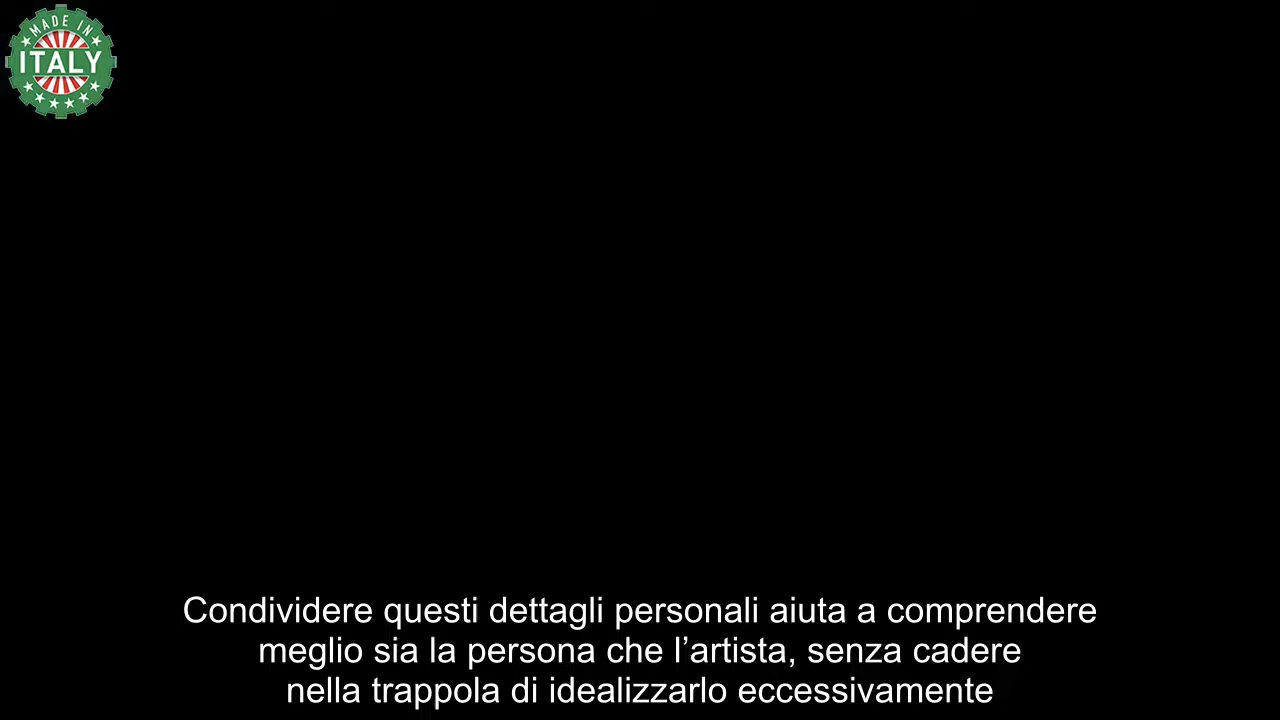 MADE IN
ITALY
Condividere questi dettagli personali aiuta a comprendere
meglio sia la persona che l’artista, senza cadere
nella trappola di idealizzarlo eccessivamente